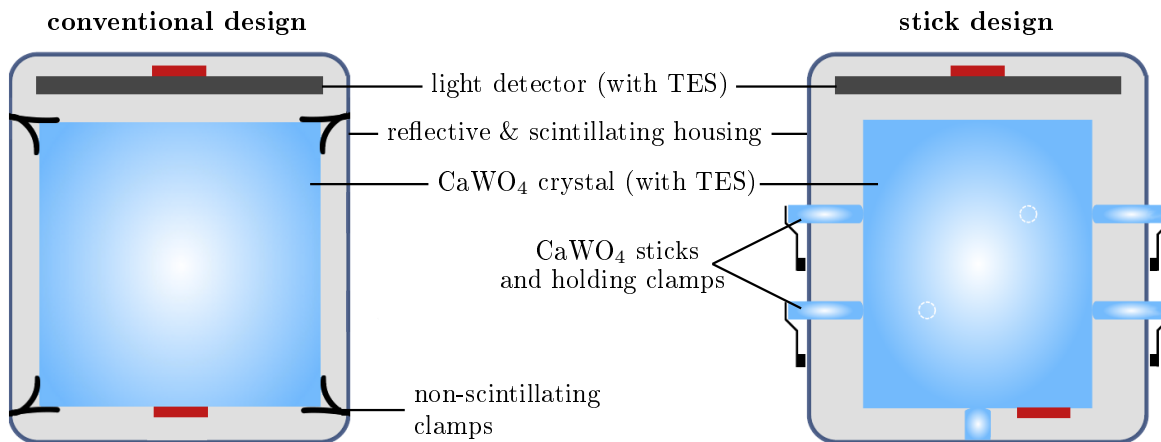 conventional design
stick design
light detector (with TES)
reflective & scintillating housing
CaWO₄ crystal (with TES)
CaWO₄ sticks
and holding clamps
non-scintillating
clamps